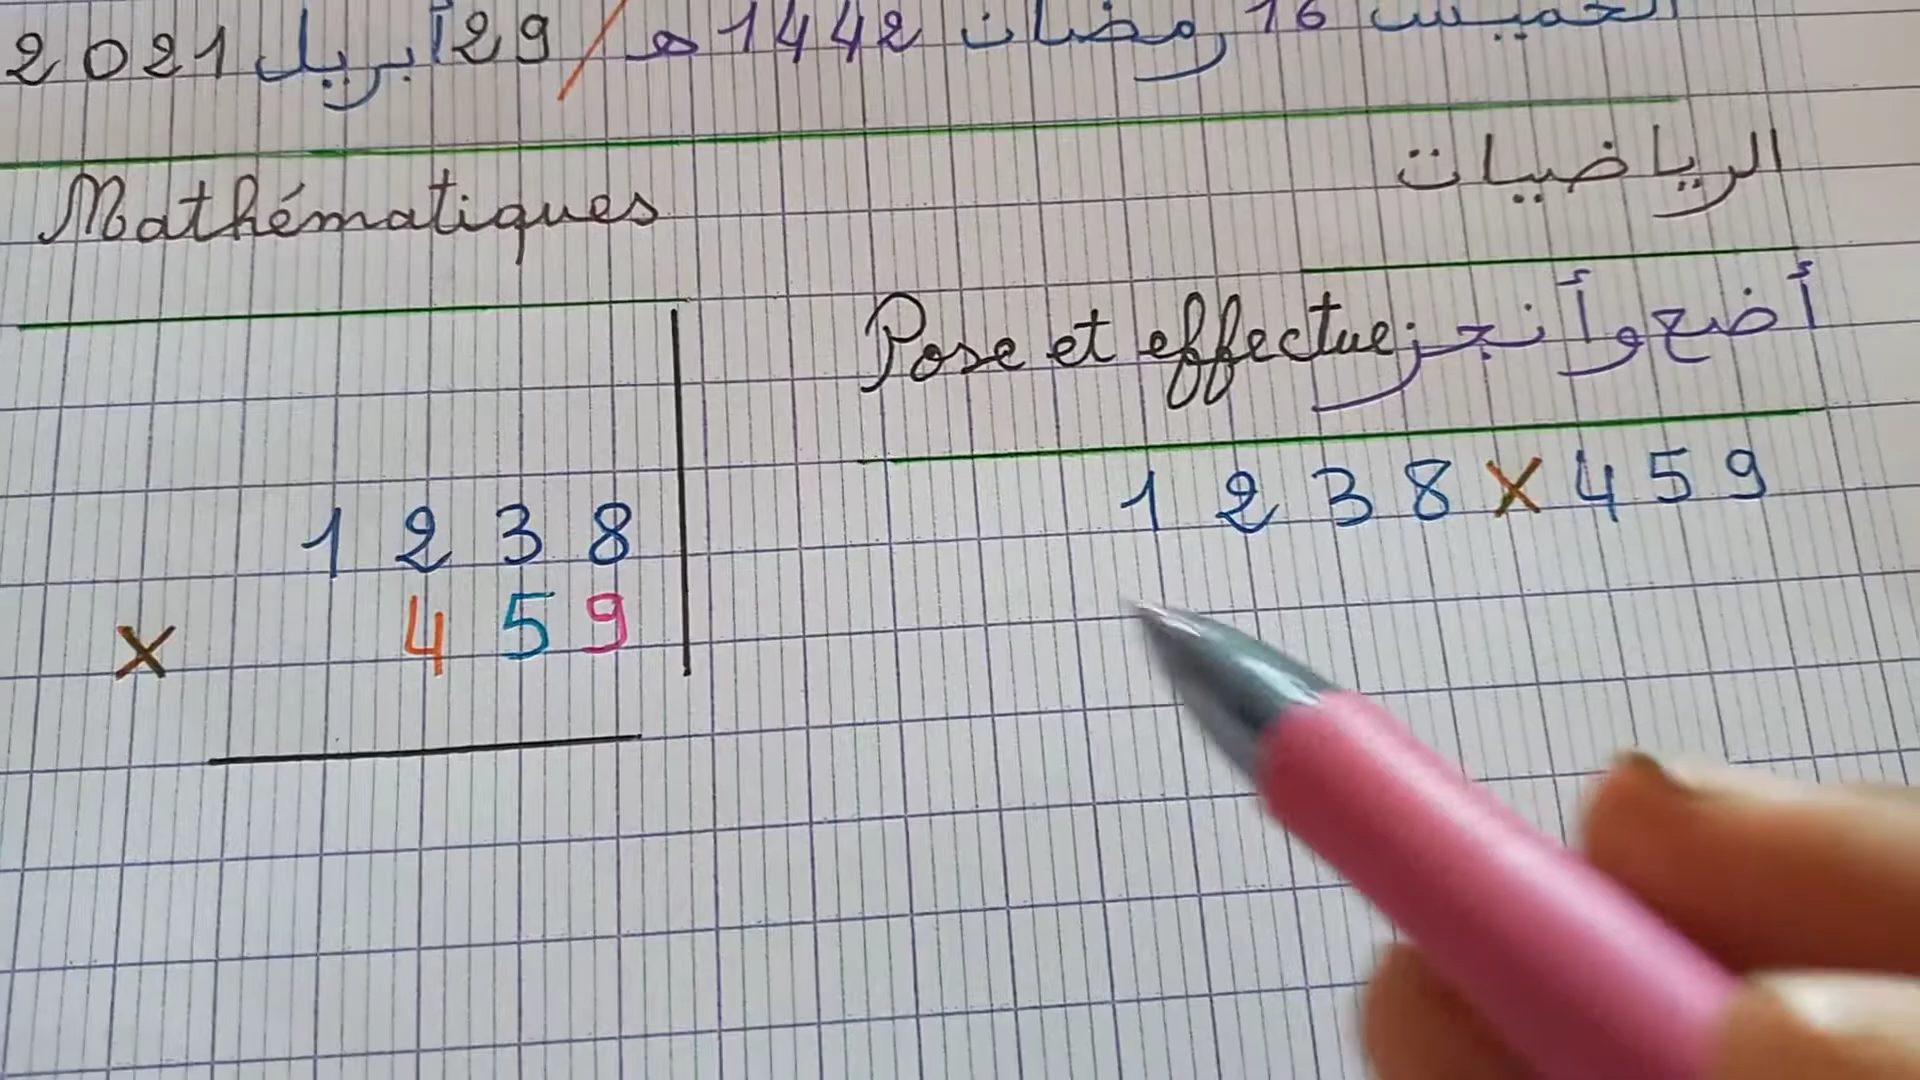 الخميس 16 رمضان 1442 هـ / 29 أبريل 2021
الرياضيات
Mathématiques
Pose et effectue أضع وأنجز
1238 × 459
1238
× 459